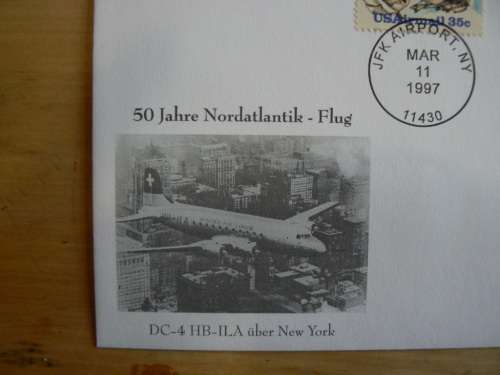 USAirmail 35c
JFK AIRPORT, NY
MAR
11
1997
11430
50 Jahre Nordatlantik - Flug
DC-4 HB-ILA über New York